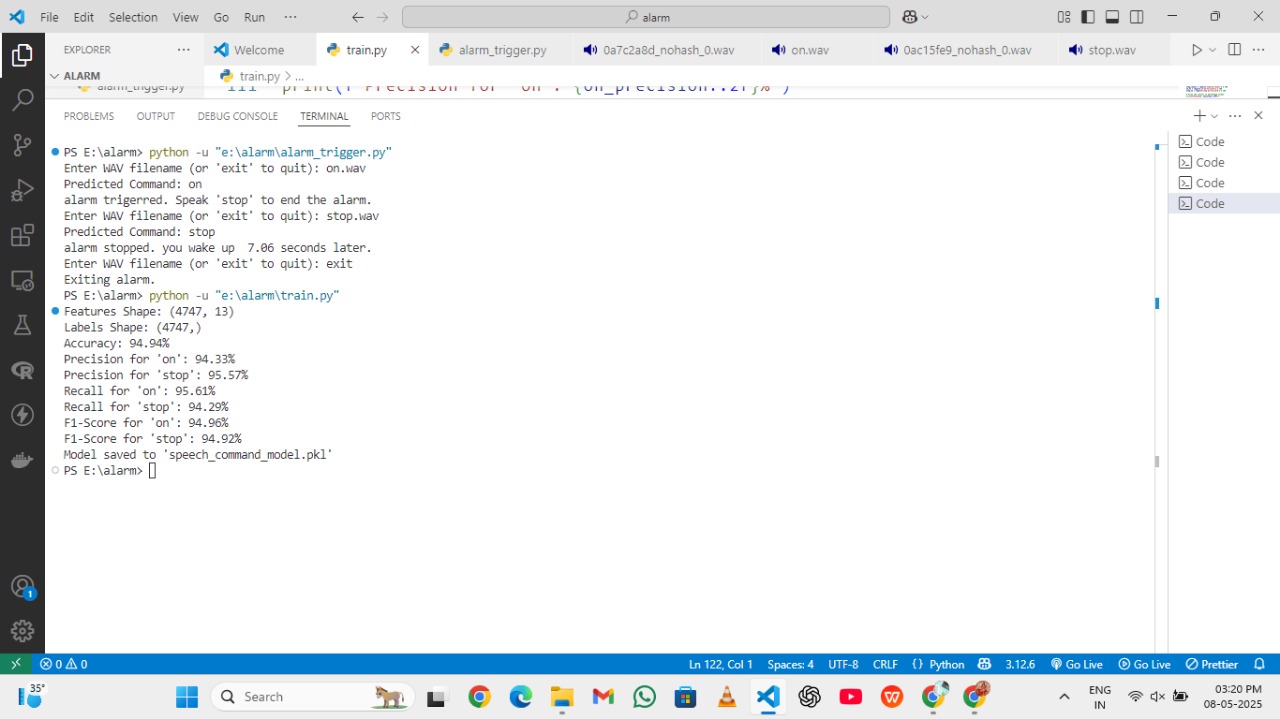 File Edit Selection View Go Run ··· alarm
EXPLORER ··· Welcome train.py alarm_trigger.py 0a7c2a8d_nohash_0.wav on.wav 0ac15fe9_nohash_0.wav stop.wav
ALARM train.py > ...
alarm_trigger.py 111 print(f"Precision for 'on': {on_precision:.2f}%")
PROBLEMS OUTPUT DEBUG CONSOLE TERMINAL PORTS
PS E:\alarm> python -u "e:\alarm\alarm_trigger.py"
Enter WAV filename (or 'exit' to quit): on.wav
Predicted Command: on
alarm trigerred. Speak 'stop' to end the alarm.
Enter WAV filename (or 'exit' to quit): stop.wav
Predicted Command: stop
alarm stopped. you wake up  7.06 seconds later.
Enter WAV filename (or 'exit' to quit): exit
Exiting alarm.
PS E:\alarm> python -u "e:\alarm\train.py"
Features Shape: (4747, 13)
Labels Shape: (4747,)
Accuracy: 94.94%
Precision for 'on': 94.33%
Precision for 'stop': 95.57%
Recall for 'on': 95.61%
Recall for 'stop': 94.29%
F1-Score for 'on': 94.96%
F1-Score for 'stop': 94.92%
Model saved to 'speech_command_model.pkl'
PS E:\alarm>
Code
Code
Code
Code
1
0 0 Ln 122, Col 1 Spaces: 4 UTF-8 CRLF {} Python 3.12.6 Go Live Go Live Prettier
35° Search ENG 03:20 PM
IN 08-05-2025